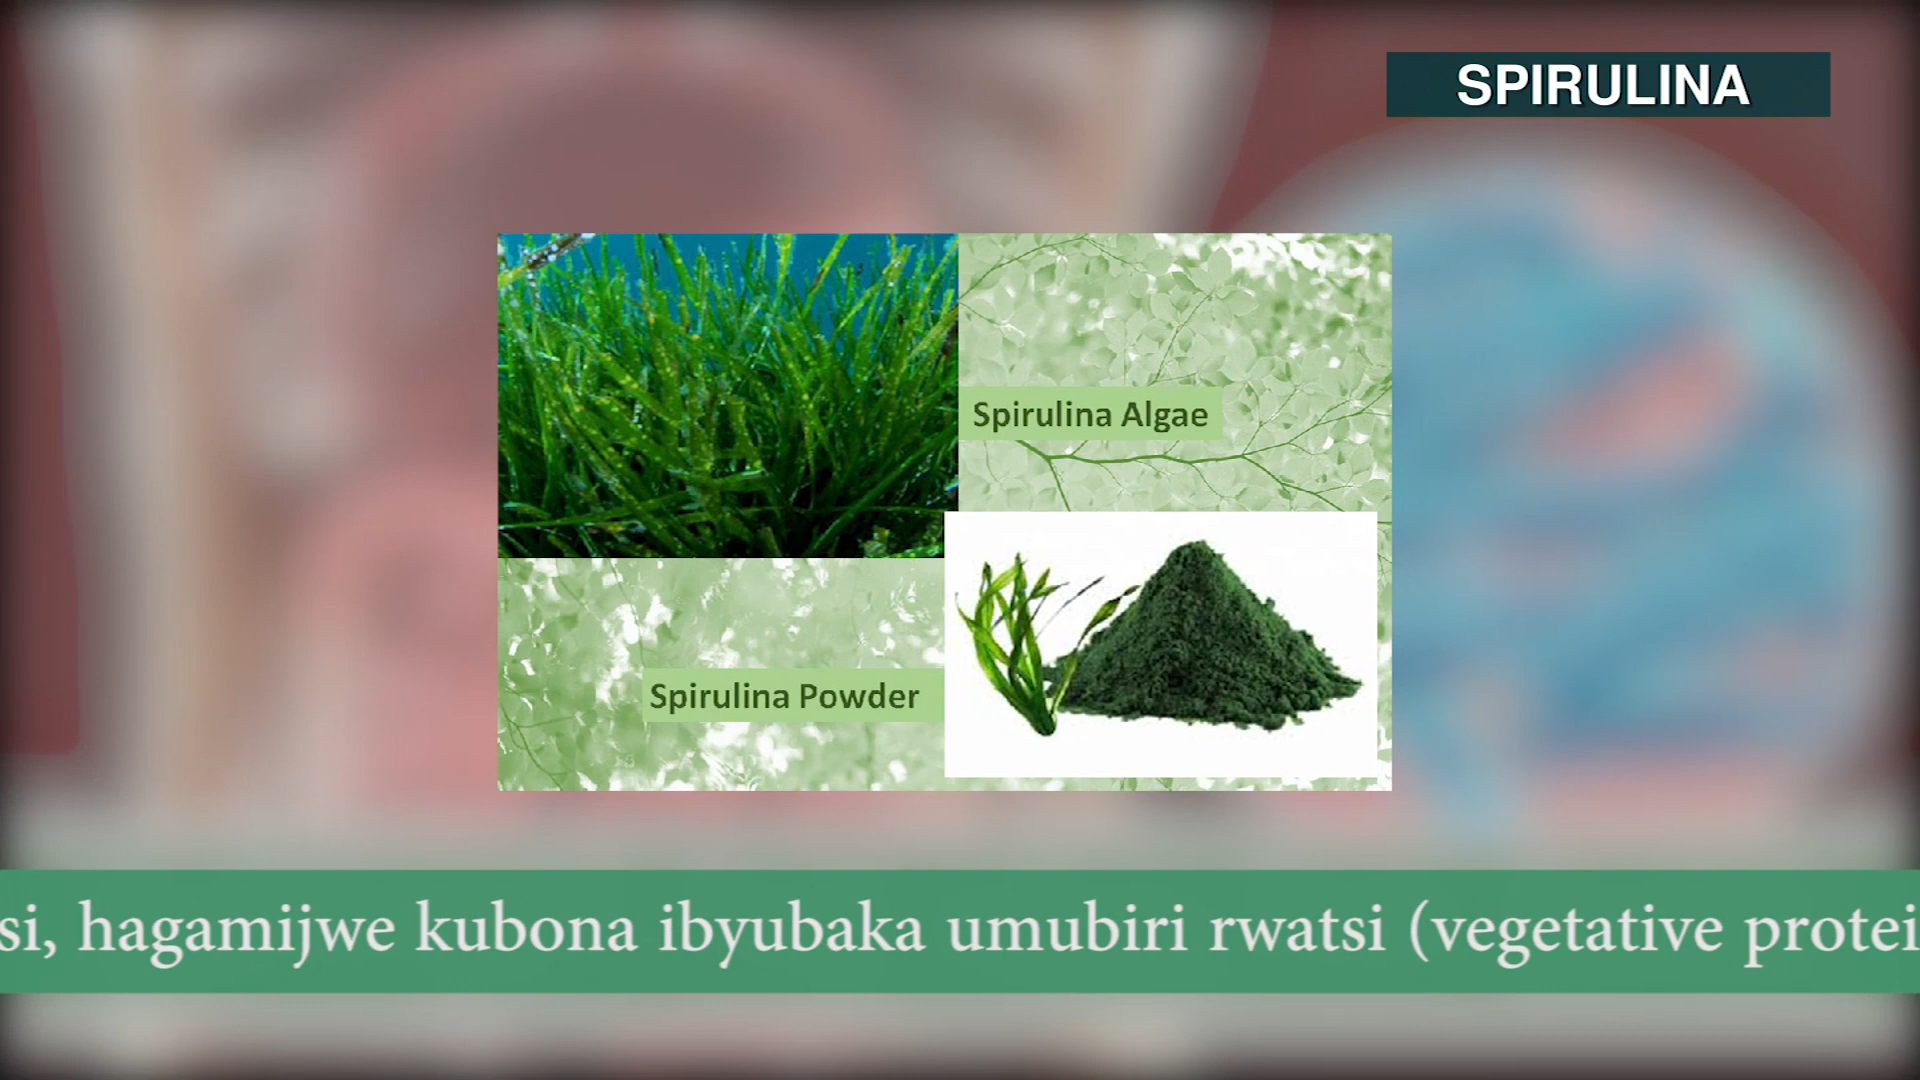 SPIRULINA
Spirulina Algae
Spirulina Powder
si, hagamijwe kubona ibyubaka umubiri rwatsi (vegetative protei